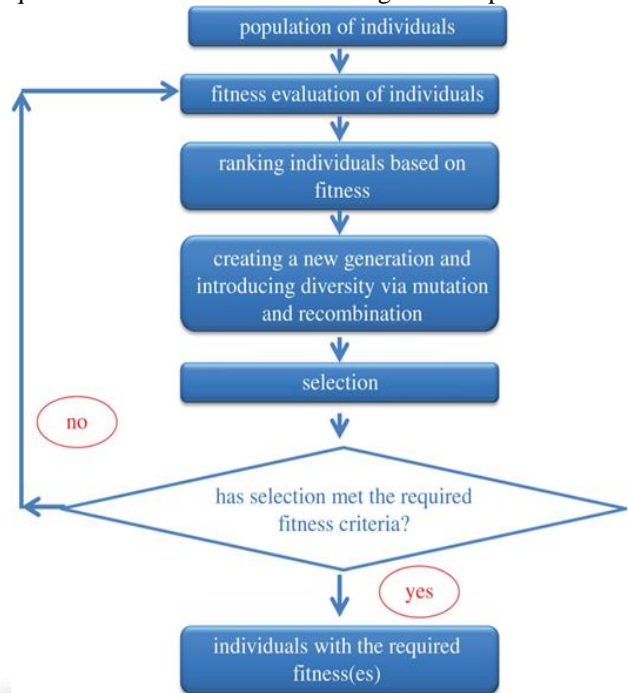 population of individuals
fitness evaluation of individuals
ranking individuals based on
fitness
creating a new generation and
introducing diversity via mutation
and recombination
selection
no
has selection met the required
fitness criteria?
yes
individuals with the required
fitness(es)